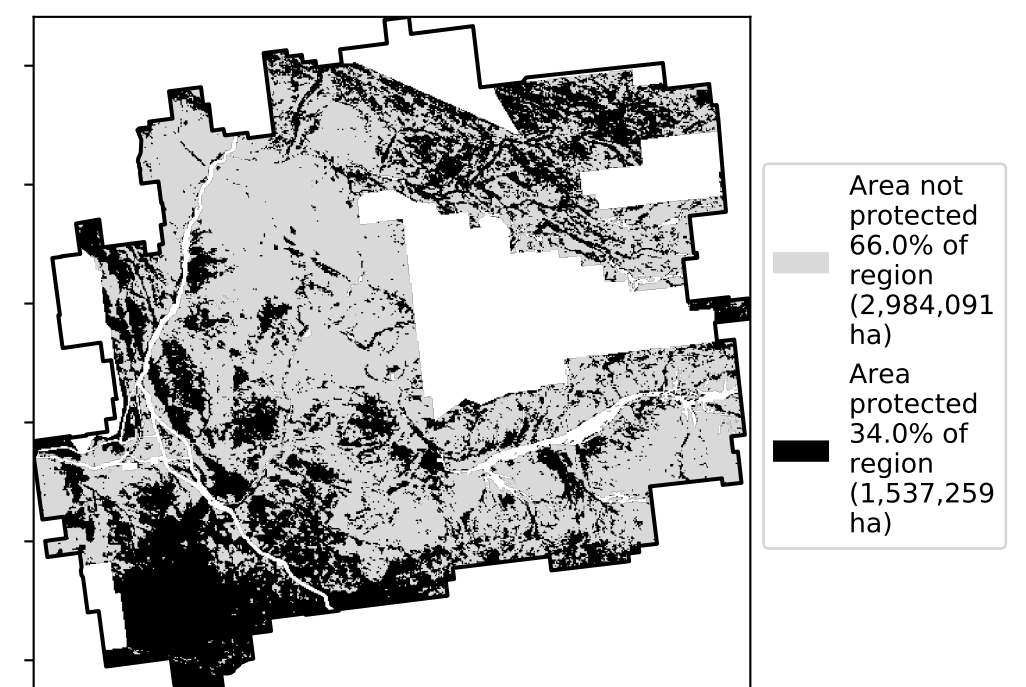 Area not
protected
66.0% of
region
(2,984,091
ha)
Area
protected
34.0% of
region
(1,537,259
ha)